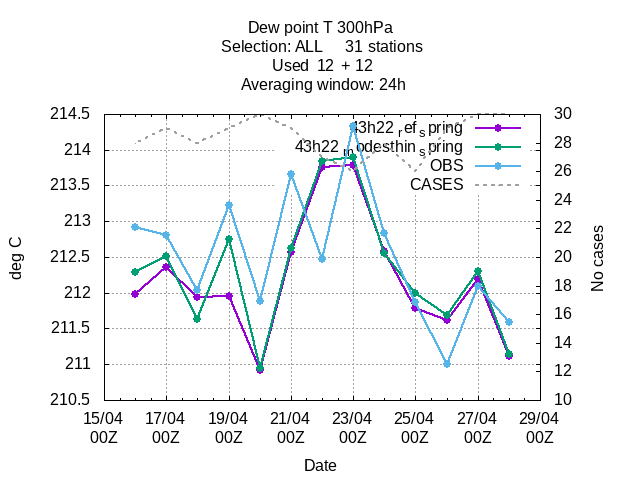 Dew point T 300hPa
Selection: ALL 31 stations
Used 12 + 12
Averaging window: 24h
214.5
214
213.5
213
212.5
212
211.5
211
210.5
30
28
26
24
22
20
18
16
14
12
10
43h22_ref_spring
43h22_modesthin_spring
OBS
CASES
deg C
No cases
15/04 17/04 19/04 21/04 23/04 25/04 27/04 29/04
00Z 00Z 00Z 00Z 00Z 00Z 00Z 00Z
Date